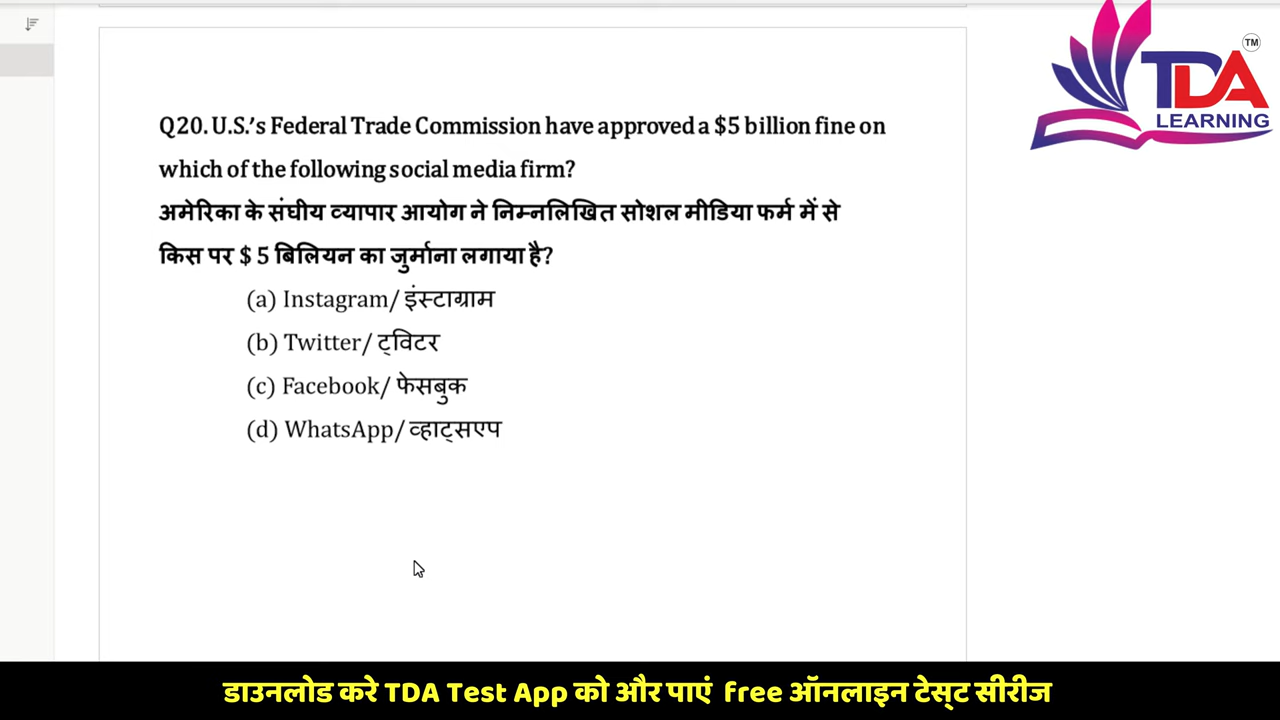 TM
TDA
LEARNING
Q20. U.S.'s Federal Trade Commission have approved a $5 billion fine on
which of the following social media firm?
अमेरिका के संघीय व्यापार आयोग ने निम्नलिखित सोशल मीडिया फर्म में से
किस पर $ 5 बिलियन का जुर्माना लगाया है?
(a) Instagram/ इंस्टाग्राम
(b) Twitter/ ट्विटर
(c) Facebook/ फेसबुक
(d) WhatsApp/ व्हाट्सएप
डाउनलोड करे TDA Test App को और पाएं free ऑनलाइन टेस्ट सीरीज